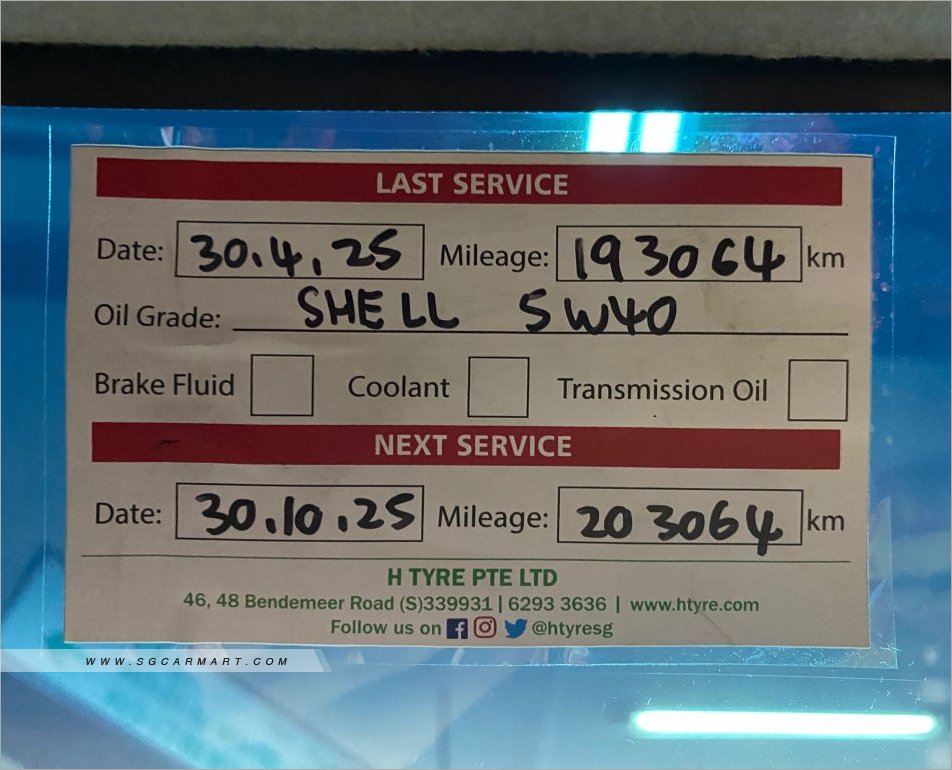 LAST SERVICE
Date: 30.4.25 Mileage: 193064 km
Oil Grade: SHELL 5W40
Brake Fluid Coolant Transmission Oil
NEXT SERVICE
Date: 30.10.25 Mileage: 203064 km
H TYRE PTE LTD
46, 48 Bendemeer Road (S)339931 | 6293 3636 | www.htyre.com
Follow us on @htyresg
WWW.SGCARMART.COM